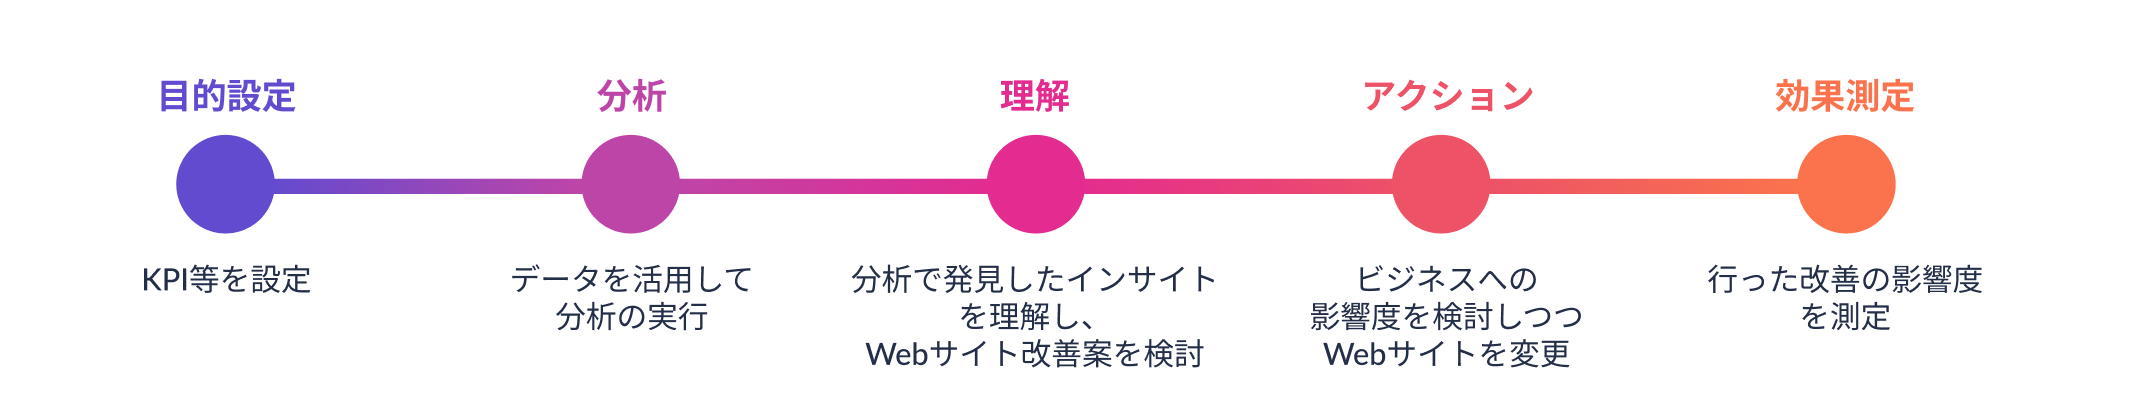 目的設定
KPI等を設定
分析
データを活用して
分析の実行
理解
分析で発見したインサイト
を理解し、
Webサイト改善案を検討
アクション
ビジネスへの
影響度を検討しつつ
Webサイトを変更
効果測定
行った改善の影響度
を測定